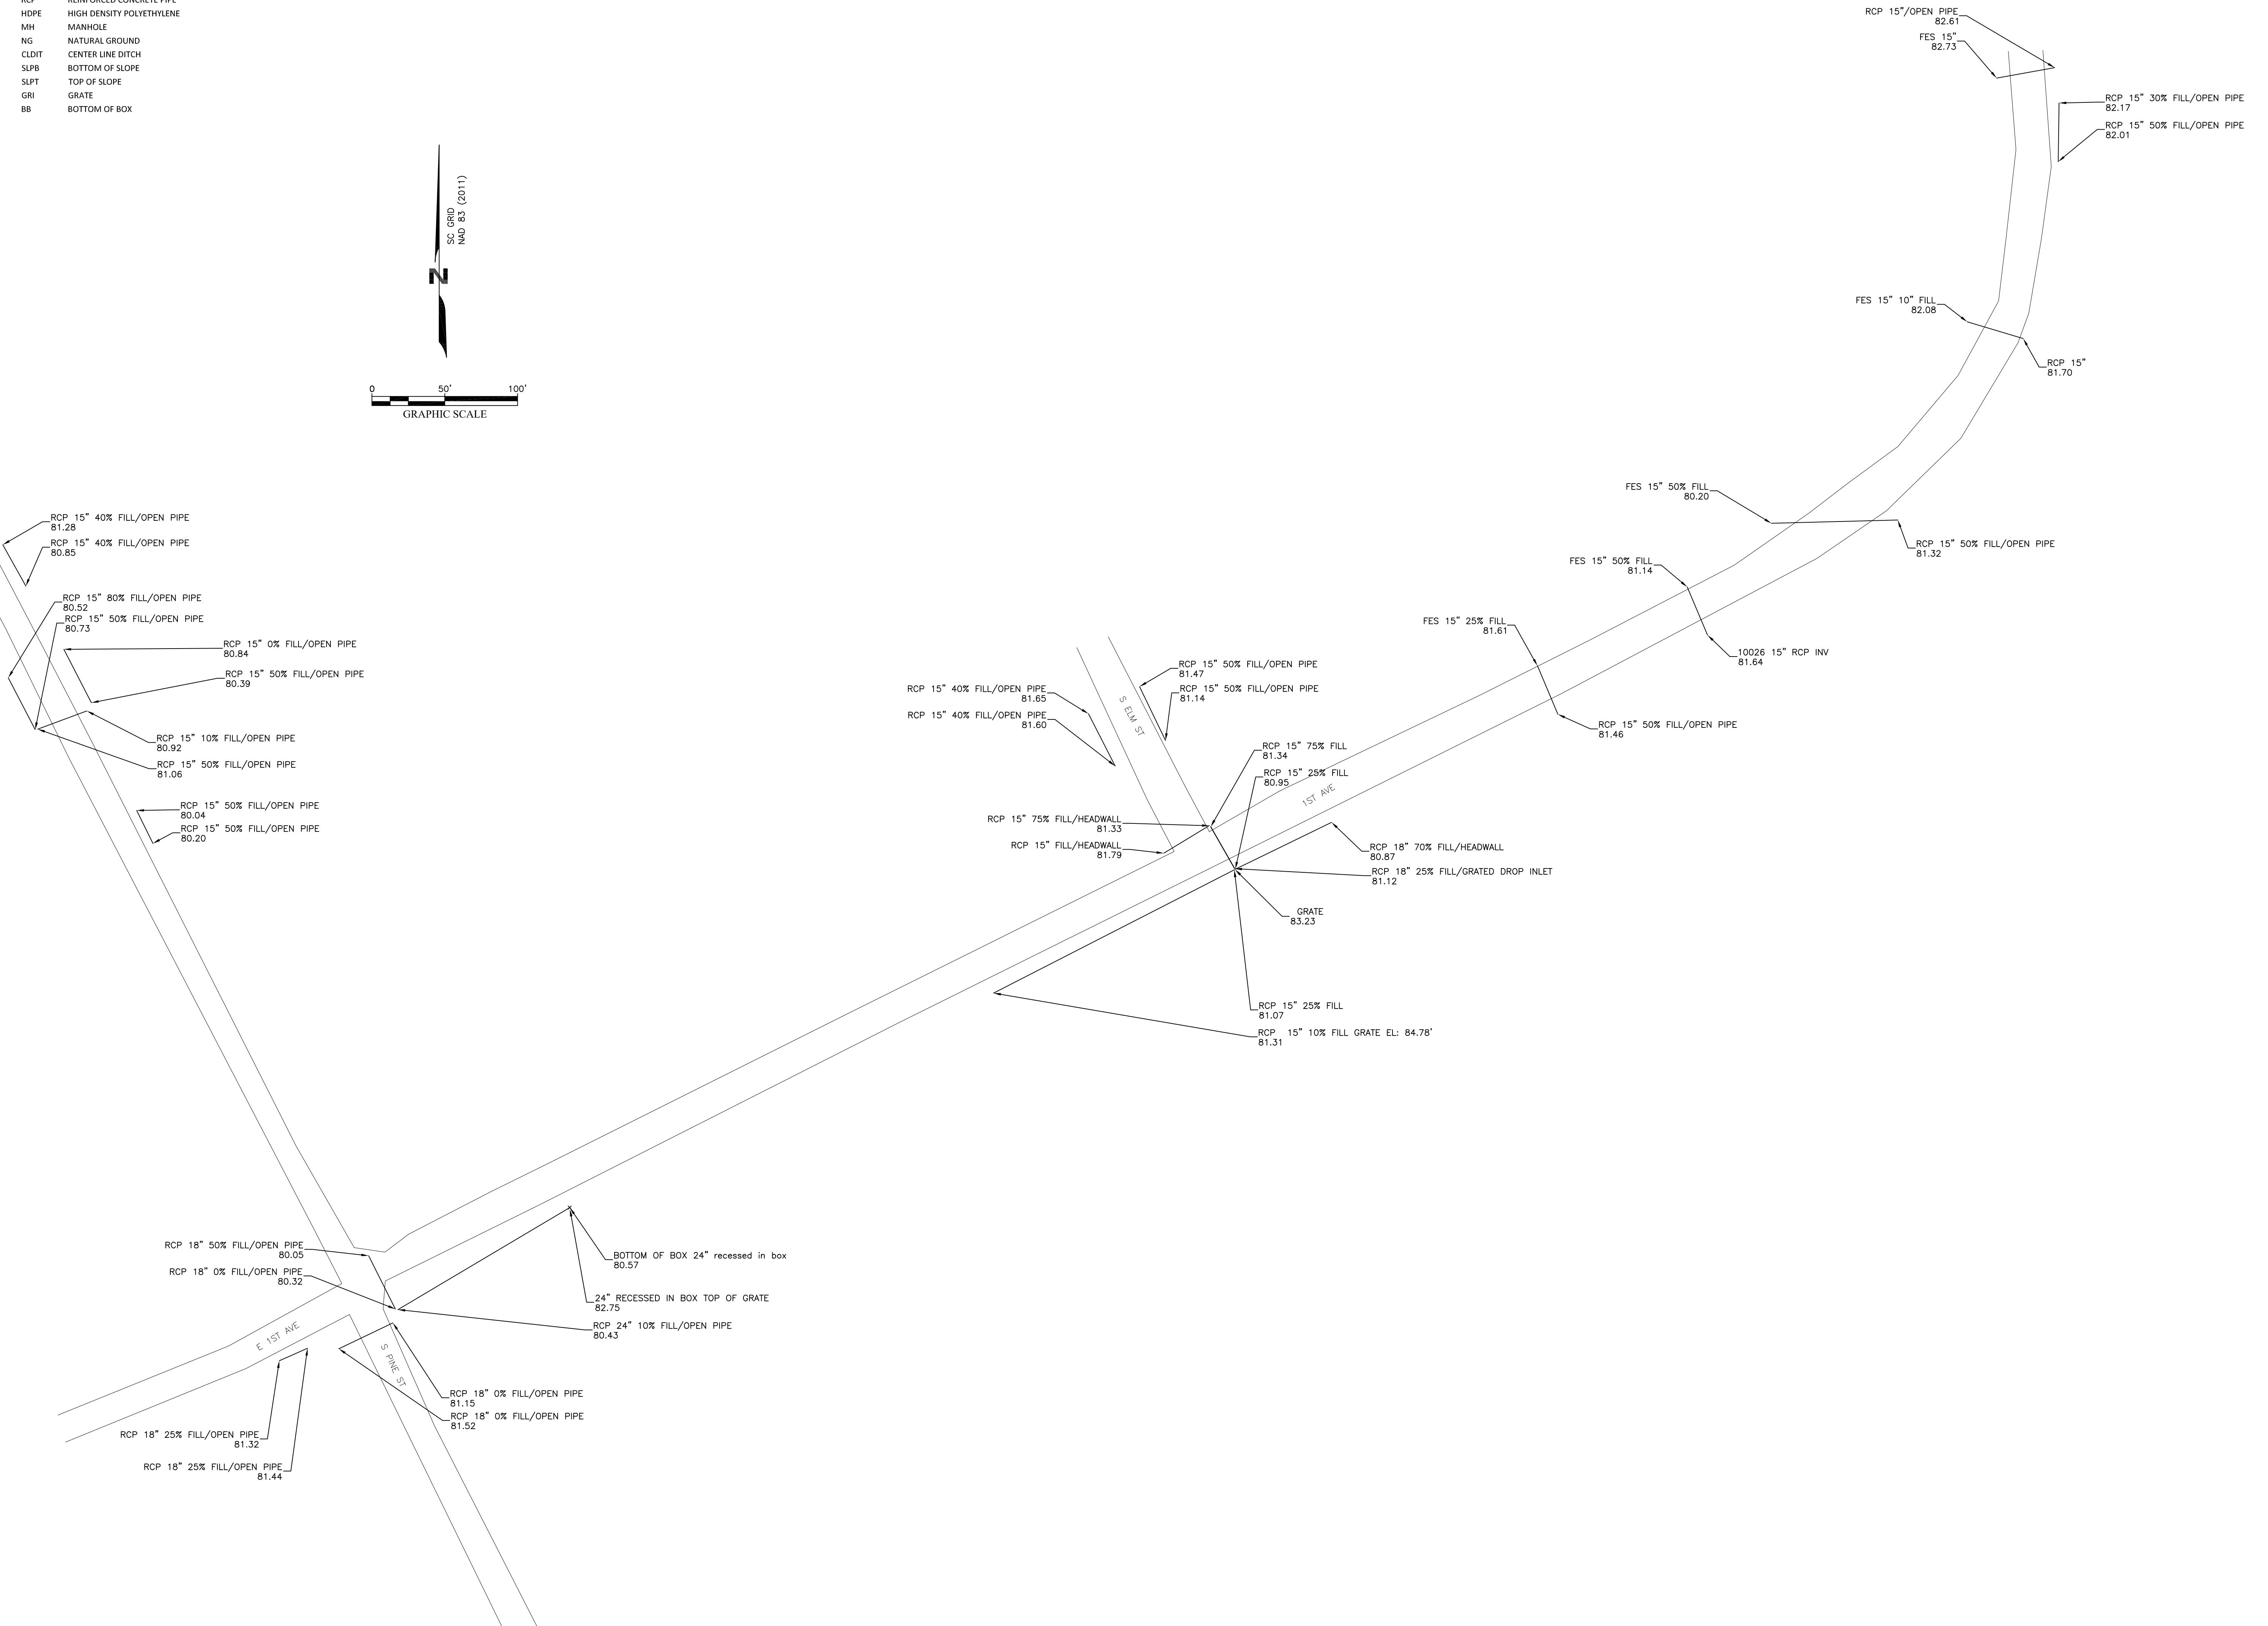 RCP REINFORCED CONCRETE PIPE
HDPE HIGH DENSITY POLYETHYLENE
MH MANHOLE
NG NATURAL GROUND
CLDIT CENTER LINE DITCH
SLPB BOTTOM OF SLOPE
SLPT TOP OF SLOPE
GRI GRATE
BB BOTTOM OF BOX
RCP 15"/OPEN PIPE
82.61
FES 15"
82.73
RCP 15" 30% FILL/OPEN PIPE
82.17
RCP 15" 50% FILL/OPEN PIPE
82.01
SC GRID
NAD 83 (2011)
N
0 50' 100'
GRAPHIC SCALE
FES 15" 10" FILL
82.08
RCP 15"
81.70
FES 15" 50% FILL
80.20
RCP 15" 50% FILL/OPEN PIPE
81.32
FES 15" 50% FILL
81.14
10026 15" RCP INV
81.64
FES 15" 25% FILL
81.61
RCP 15" 50% FILL/OPEN PIPE
81.46
RCP 15" 40% FILL/OPEN PIPE
81.28
RCP 15" 40% FILL/OPEN PIPE
80.85
RCP 15" 80% FILL/OPEN PIPE
80.52
RCP 15" 50% FILL/OPEN PIPE
80.73
RCP 15" 0% FILL/OPEN PIPE
80.84
RCP 15" 50% FILL/OPEN PIPE
80.39
RCP 15" 10% FILL/OPEN PIPE
80.92
RCP 15" 50% FILL/OPEN PIPE
81.06
RCP 15" 50% FILL/OPEN PIPE
80.04
RCP 15" 50% FILL/OPEN PIPE
80.20
RCP 15" 50% FILL/OPEN PIPE
81.47
RCP 15" 50% FILL/OPEN PIPE
81.14
RCP 15" 40% FILL/OPEN PIPE
81.65
RCP 15" 40% FILL/OPEN PIPE
81.60
S ELM ST
RCP 15" 75% FILL
81.34
RCP 15" 25% FILL
80.95
1ST AVE
RCP 15" 75% FILL/HEADWALL
81.33
RCP 15" FILL/HEADWALL
81.79
RCP 18" 70% FILL/HEADWALL
80.87
RCP 18" 25% FILL/GRATED DROP INLET
81.12
GRATE
83.23
RCP 15" 25% FILL
81.07
RCP 15" 10% FILL GRATE EL: 84.78'
81.31
RCP 18" 50% FILL/OPEN PIPE
80.05
RCP 18" 0% FILL/OPEN PIPE
80.32
BOTTOM OF BOX 24" recessed in box
80.57
24" RECESSED IN BOX TOP OF GRATE
82.75
RCP 24" 10% FILL/OPEN PIPE
80.43
E 1ST AVE
S PINE ST
RCP 18" 0% FILL/OPEN PIPE
81.15
RCP 18" 0% FILL/OPEN PIPE
81.52
RCP 18" 25% FILL/OPEN PIPE
81.32
RCP 18" 25% FILL/OPEN PIPE
81.44